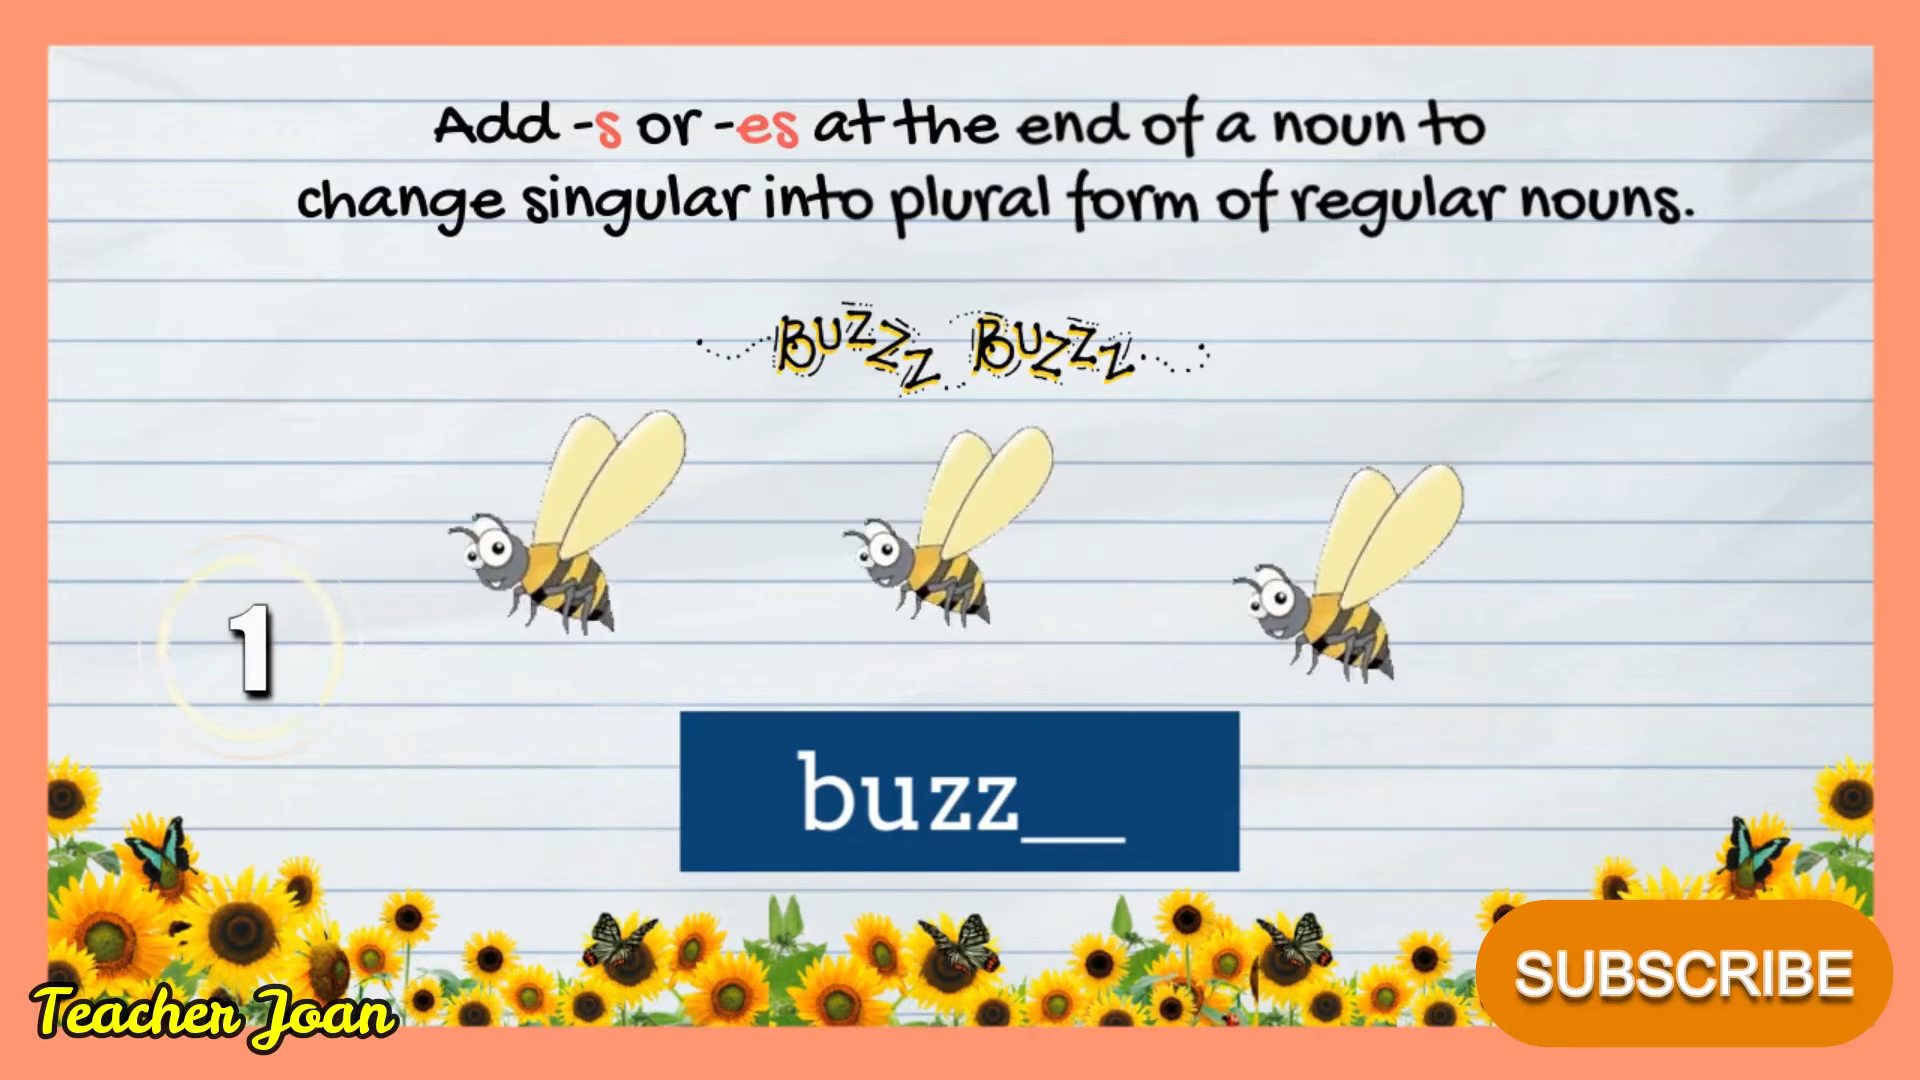 Add -s or -es at the end of a noun to
change singular into plural form of regular nouns.
BUZZZ BUZZZ
1
buzz__
SUBSCRIBE
Teacher Joan